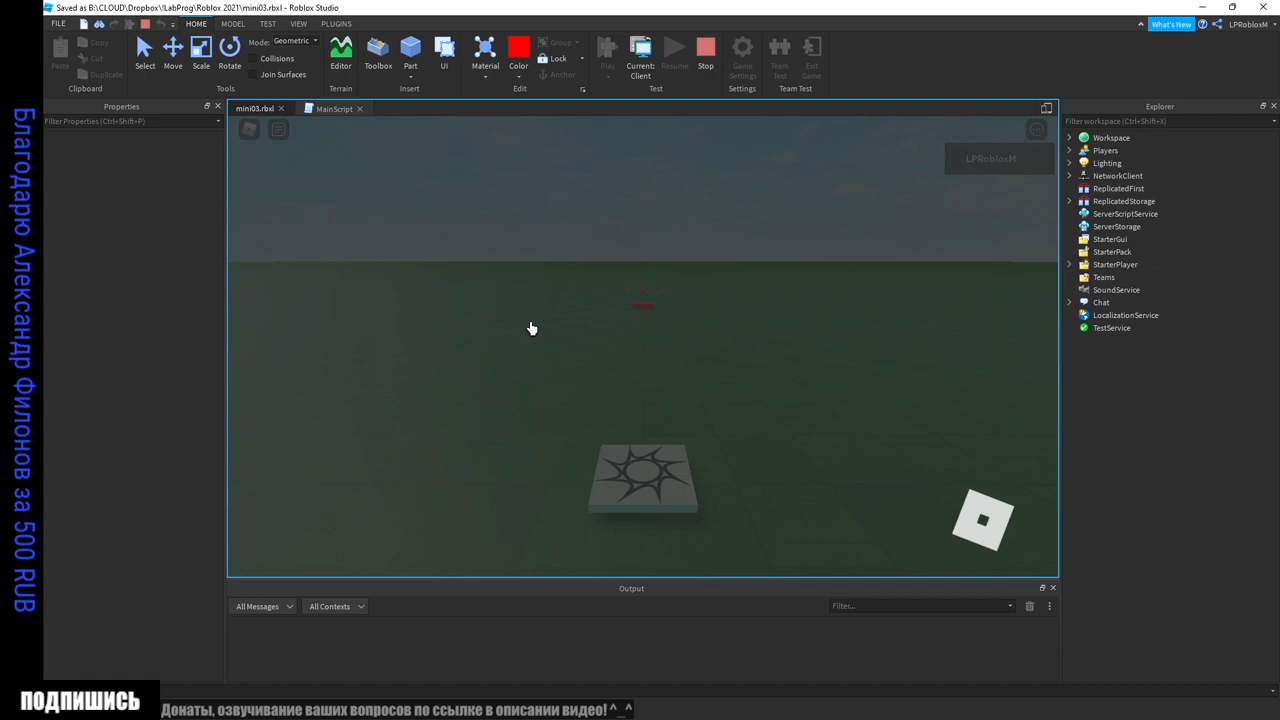 Saved as B:\CLOUD\Dropbox\!LabProg\Roblox 2021\mini03.rbxl - Roblox Studio
FILE HOME MODEL TEST VIEW PLUGINS What's New LPRobloxM
Paste Copy Cut Duplicate Clipboard
Select Move Scale Rotate Mode: Geometric Collisions Join Surfaces Tools
Editor Terrain
Toolbox Part UI Insert
Material Color Group Lock Anchor Edit
Play Current: Client Resume Stop Test
Game Settings Settings
Team Test Exit Game Team Test
Properties
Filter Properties (Ctrl+Shift+P)
mini03.rbxl MainScript
LPRobloxM
Explorer
Filter workspace (Ctrl+Shift+X)
Workspace
Players
Lighting
NetworkClient
ReplicatedFirst
ReplicatedStorage
ServerScriptService
ServerStorage
StarterGui
StarterPack
StarterPlayer
Teams
SoundService
Chat
LocalizationService
TestService
Output
All Messages All Contexts Filter...
Благодарю Александр Филонов за 500 RUB
подпишись
Донаты, озвучивание ваших вопросов по ссылке в описании видео! ^_^